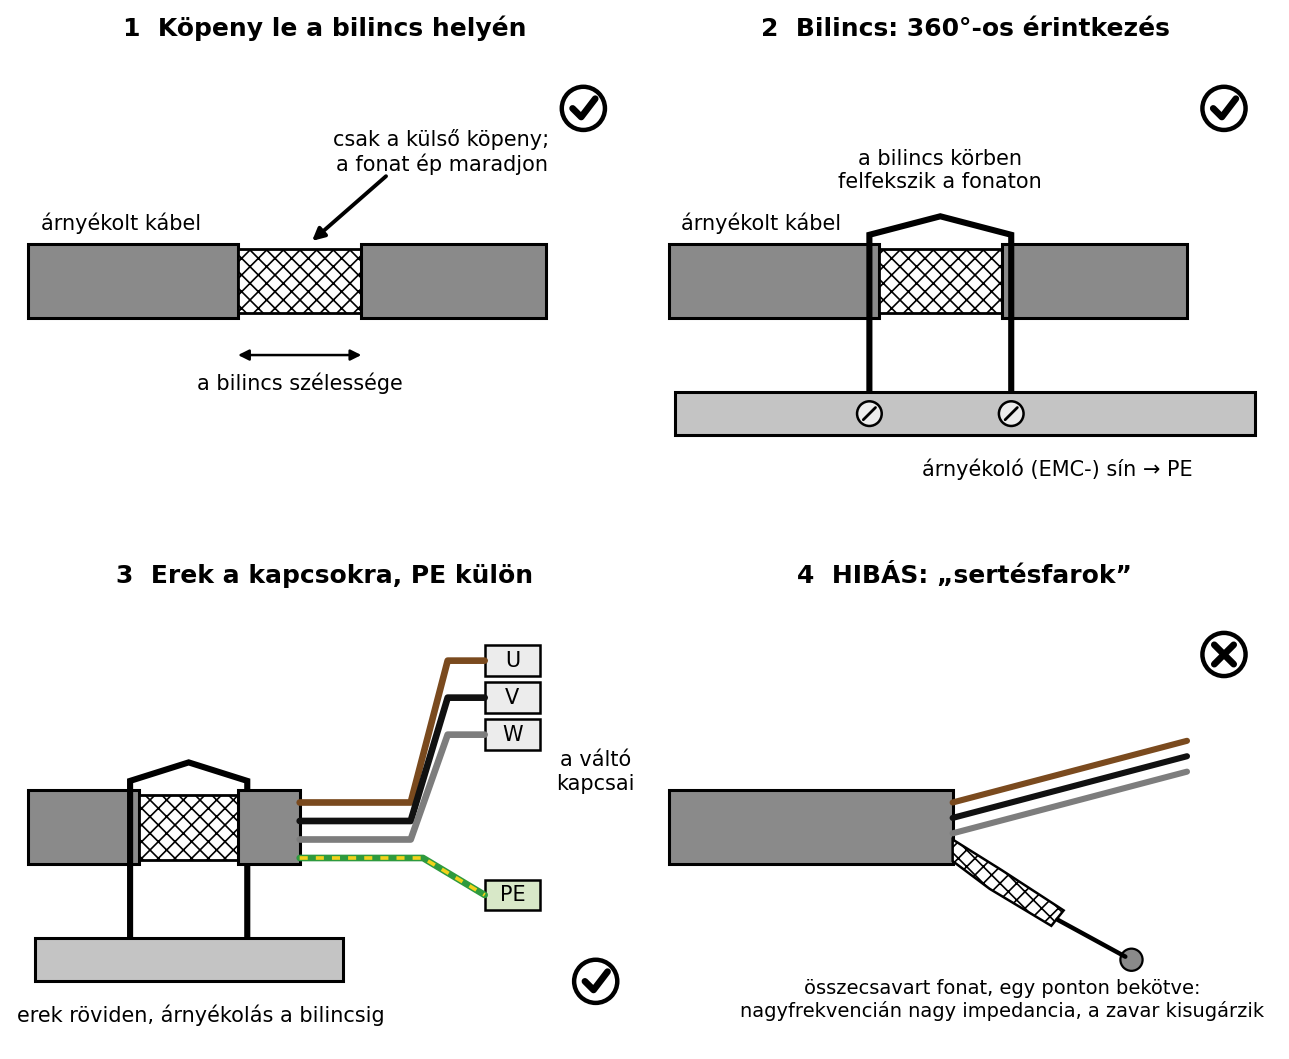 1 Köpeny le a bilincs helyén
csak a külső köpeny;
a fonat ép maradjon
árnyékolt kábel
a bilincs szélessége
2 Bilincs: 360°-os érintkezés
a bilincs körben
felfekszik a fonaton
árnyékolt kábel
árnyékoló (EMC-) sín → PE
3 Erek a kapcsokra, PE külön
U
V
W
a váltó
kapcsai
PE
erek röviden, árnyékolás a bilincsig
4 HIBÁS: „sertésfarok”
összecsavart fonat, egy ponton bekötve:
nagyfrekvencián nagy impedancia, a zavar kisugárzik